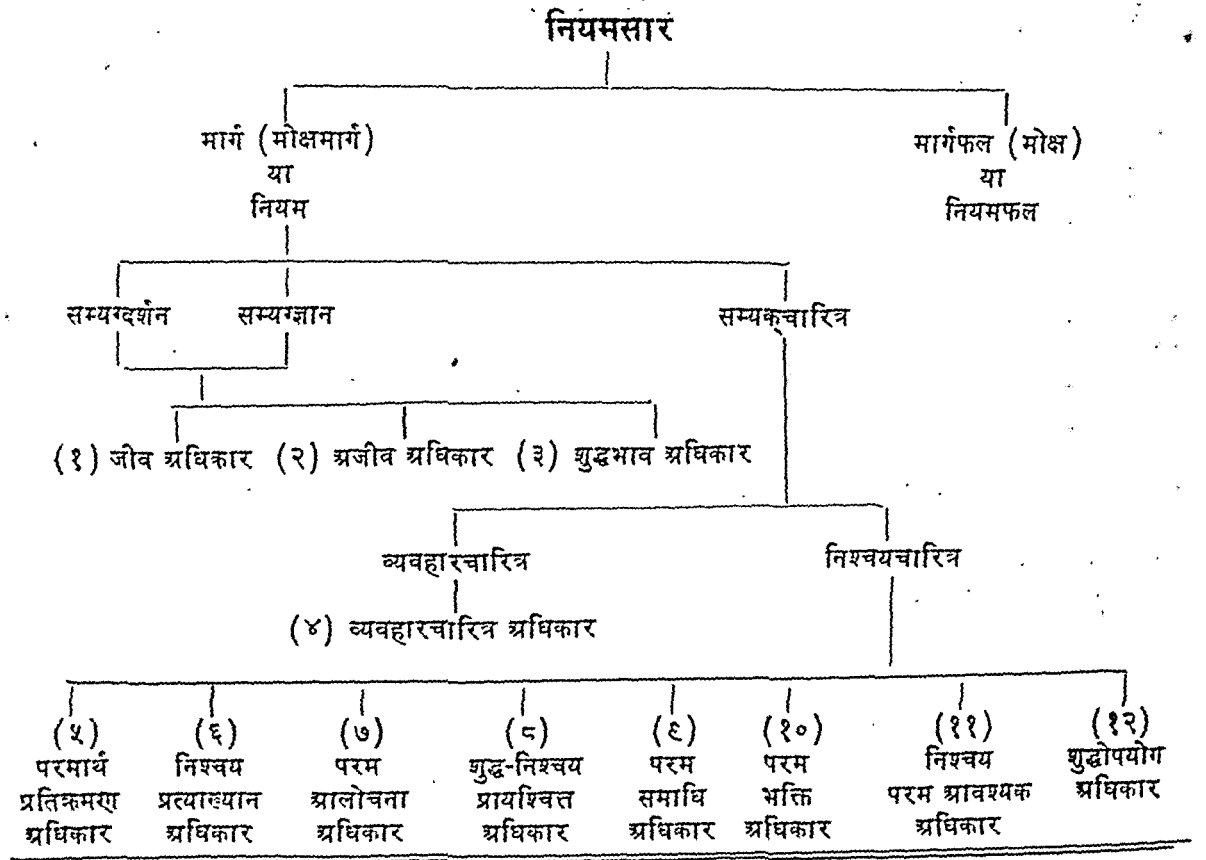 नियमसार
मार्ग (मोक्षमार्ग)
या
नियम
मार्गफल (मोक्ष)
या
नियमफल
सम्यग्दर्शन सम्यग्ज्ञान सम्यक्‌चारित्र
(१) जीव अधिकार (२) अजीव अधिकार (३) शुद्धभाव अधिकार
व्यवहारचारित्र निश्चयचारित्र
(४) व्यवहारचारित्र अधिकार
(५)
परमार्थ
प्रतिक्रमण
अधिकार
(६)
निश्चय
प्रत्याख्यान
अधिकार
(७)
परम
आलोचना
अधिकार
(८)
शुद्ध-निश्चय
प्रायश्चित्त
अधिकार
(९)
परम
समाधि
अधिकार
(१०)
परम
भक्ति
अधिकार
(११)
निश्चय
परम आवश्यक
अधिकार
(१२)
शुद्धोपयोग
अधिकार